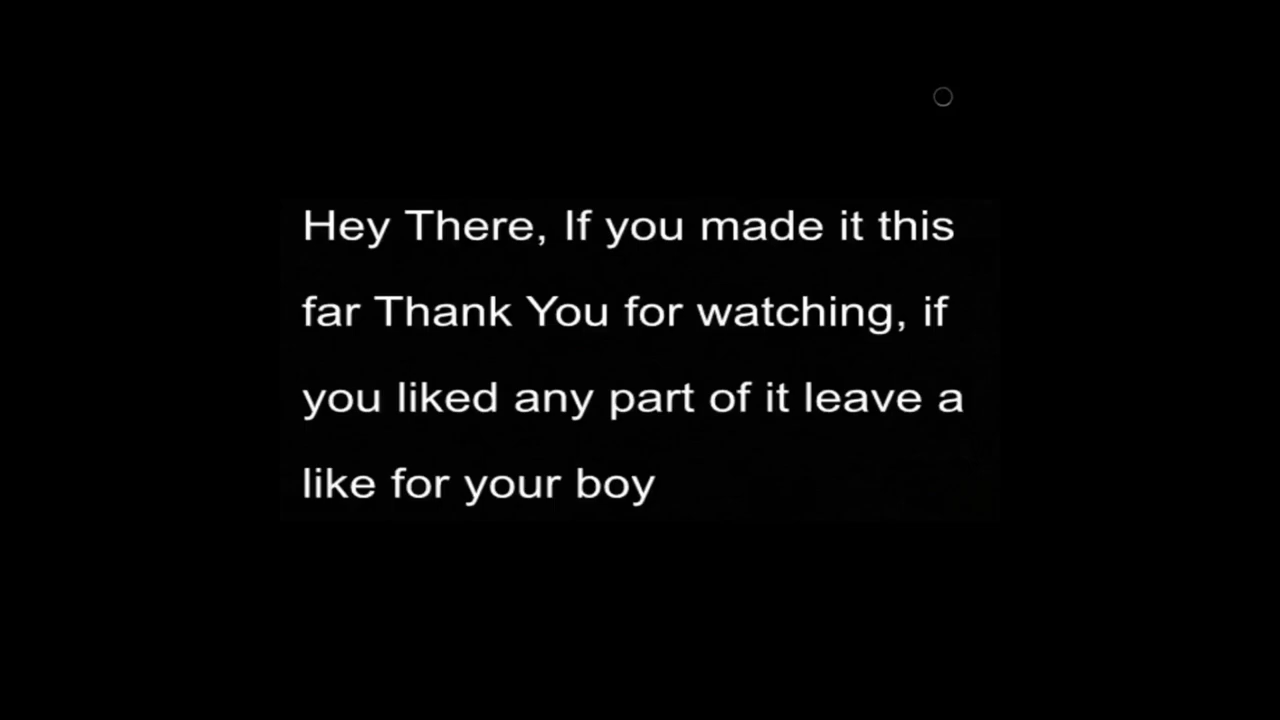 Hey There, If you made it this
far Thank You for watching, if
you liked any part of it leave a
like for your boy